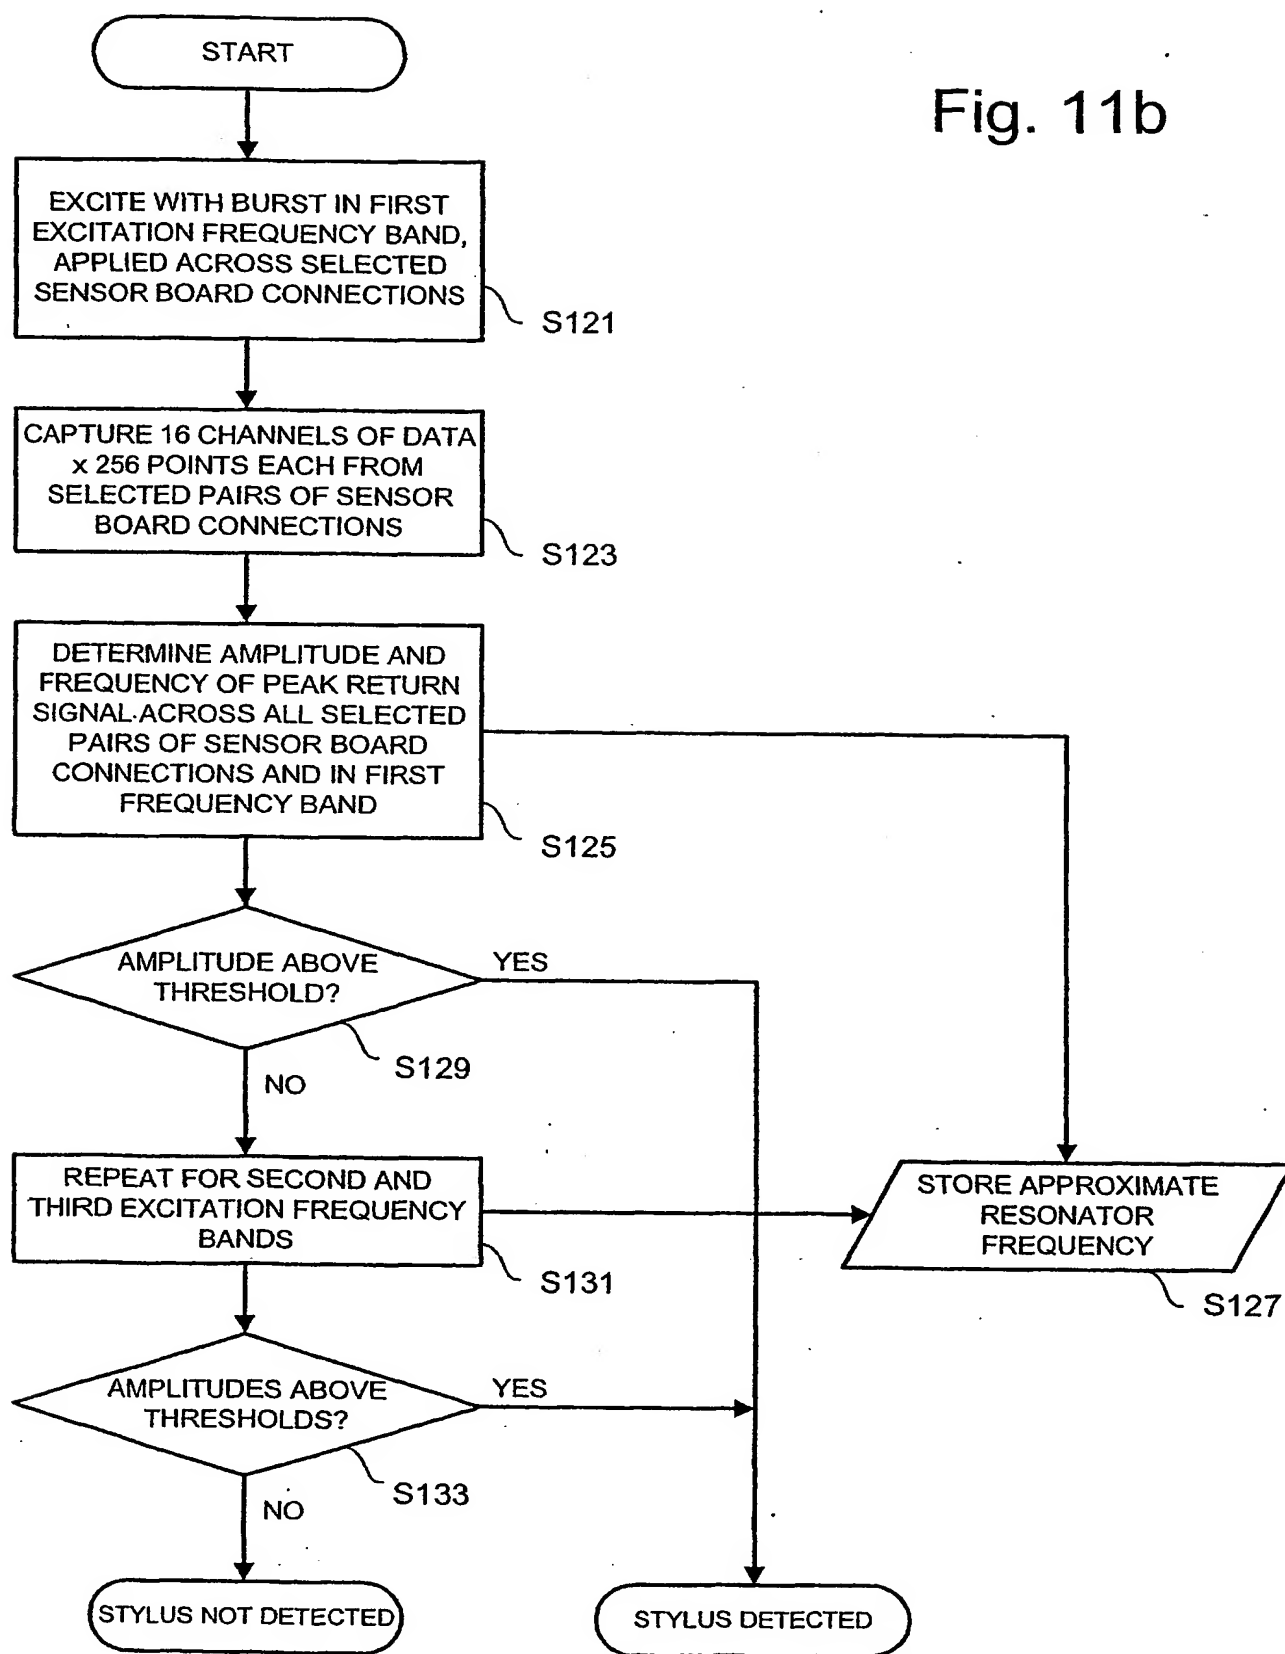 START
Fig. 11b
EXCITE WITH BURST IN FIRST
EXCITATION FREQUENCY BAND,
APPLIED ACROSS SELECTED
SENSOR BOARD CONNECTIONS
S121
CAPTURE 16 CHANNELS OF DATA
x 256 POINTS EACH FROM
SELECTED PAIRS OF SENSOR
BOARD CONNECTIONS
S123
DETERMINE AMPLITUDE AND
FREQUENCY OF PEAK RETURN
SIGNAL ACROSS ALL SELECTED
PAIRS OF SENSOR BOARD
CONNECTIONS AND IN FIRST
FREQUENCY BAND
S125
AMPLITUDE ABOVE
THRESHOLD?
YES
S129
NO
REPEAT FOR SECOND AND
THIRD EXCITATION FREQUENCY
BANDS
S131
STORE APPROXIMATE
RESONATOR
FREQUENCY
S127
AMPLITUDES ABOVE
THRESHOLDS?
YES
S133
NO
STYLUS NOT DETECTED
STYLUS DETECTED